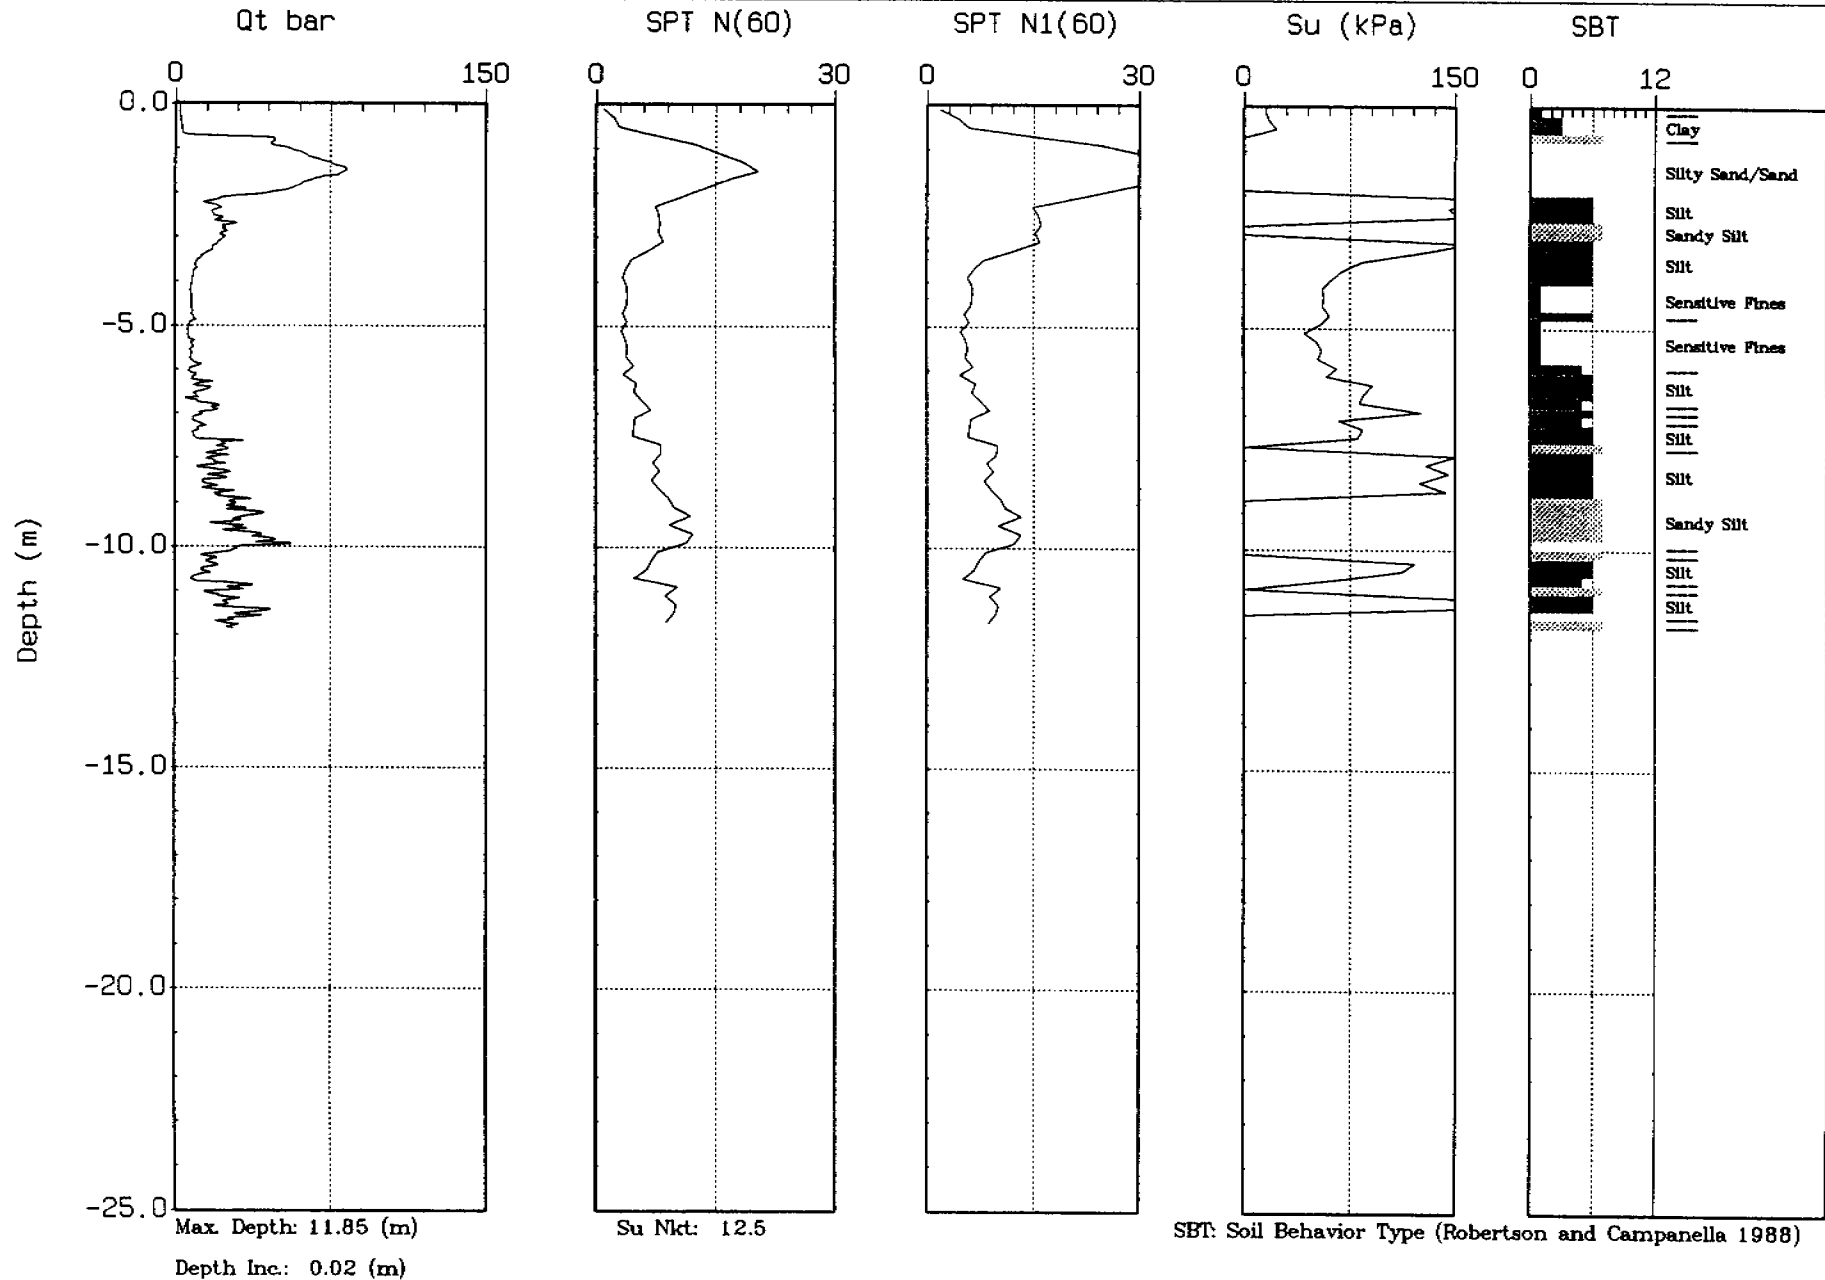 Qt bar SPT N(60) SPT N1(60) Su (kPa) SBT
0 150 0 30 0 30 0 150 0 12
0.0
Clay
Silty Sand/Sand
Silt
Sandy Silt
Silt
Sensitive Fines
-5.0
Sensitive Fines
Silt
Silt
Silt
Sandy Silt
-10.0
Silt
Silt
Depth (m)
-15.0
-20.0
-25.0
Max. Depth: 11.85 (m) Su Nkt: 12.5 SBT: Soil Behavior Type (Robertson and Campanella 1988)
Depth Inc.: 0.02 (m)